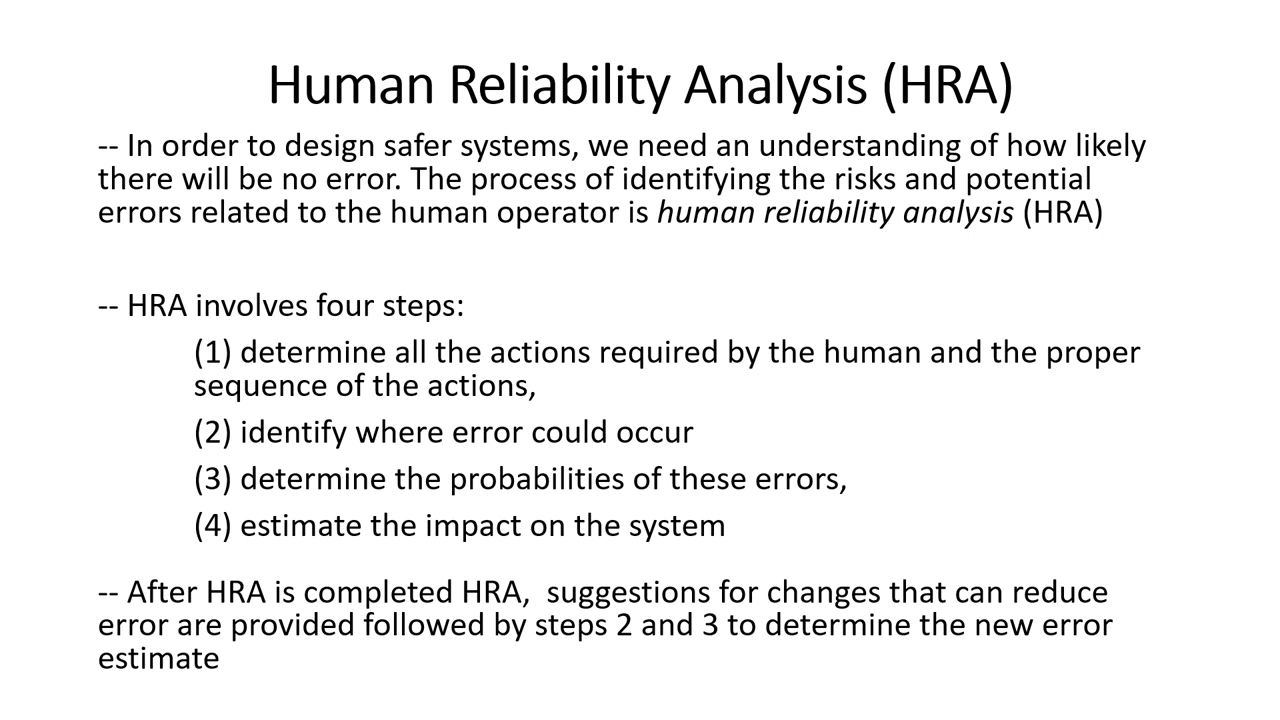 Human Reliability Analysis (HRA)
-- In order to design safer systems, we need an understanding of how likely
there will be no error. The process of identifying the risks and potential
errors related to the human operator is human reliability analysis (HRA)
-- HRA involves four steps:
(1) determine all the actions required by the human and the proper
sequence of the actions,
(2) identify where error could occur
(3) determine the probabilities of these errors,
(4) estimate the impact on the system
-- After HRA is completed HRA,  suggestions for changes that can reduce
error are provided followed by steps 2 and 3 to determine the new error
estimate